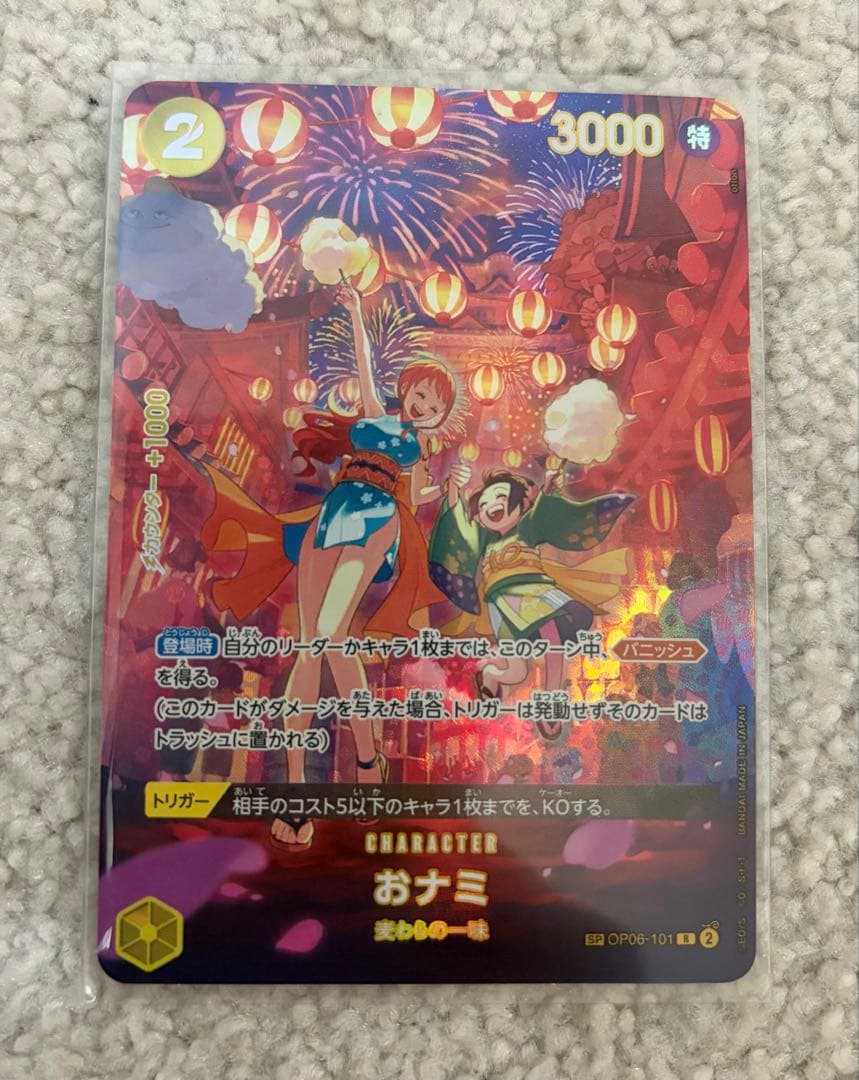 2
3000
特
otton
カウンター +1000
登場時 自分のリーダーかキャラ1枚までは、このターン中、バニッシュ
を得る。
(このカードがダメージを与えた場合、トリガーは発動せずそのカードは
トラッシュに置かれる)
トリガー 相手のコスト5以下のキャラ1枚までを、KOする。
CHARACTER
おナミ
麦わらの一味
SP OP06-101 R 2
BANDAI MADE IN JAPAN